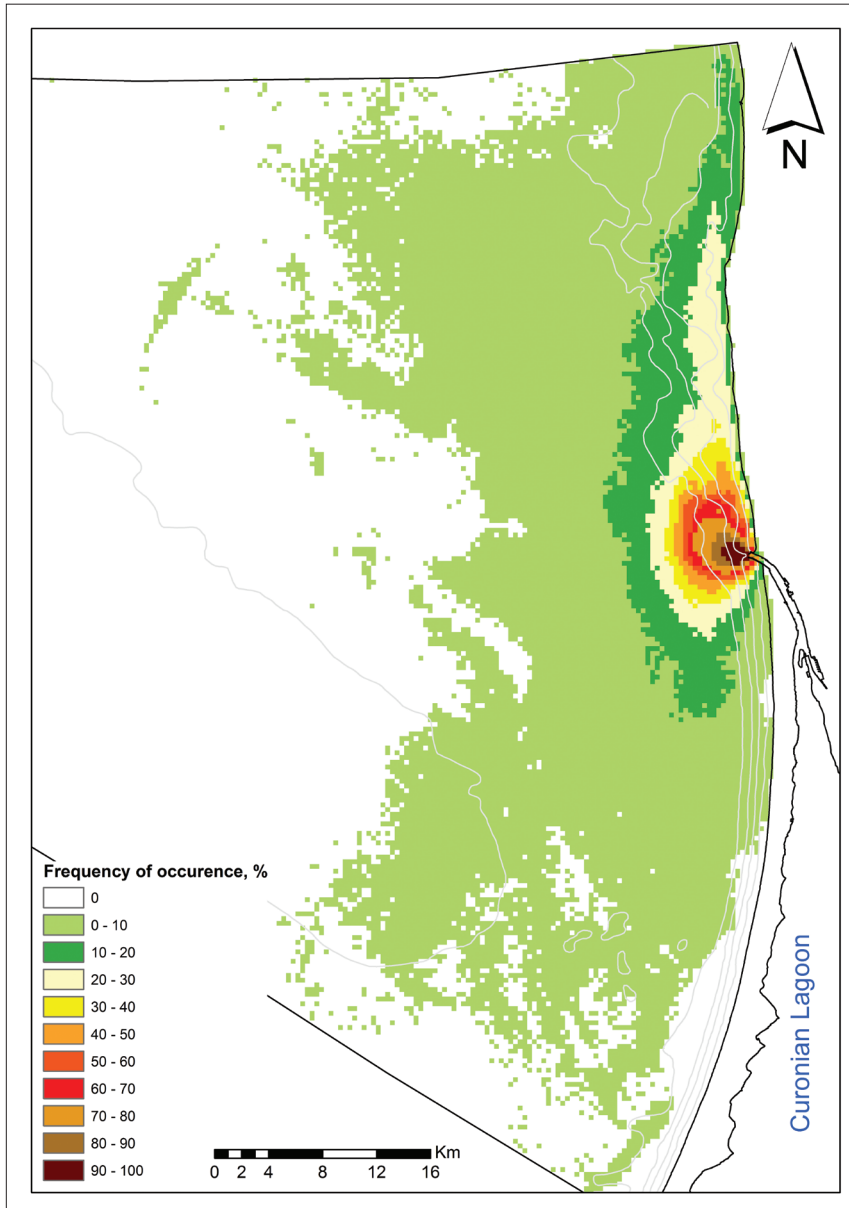 N
Frequency of occurence, %
0
0 - 10
10 - 20
20 - 30
30 - 40
40 - 50
50 - 60
60 - 70
70 - 80
80 - 90
90 - 100
0 2 4 8 12 16 Km
Curonian Lagoon